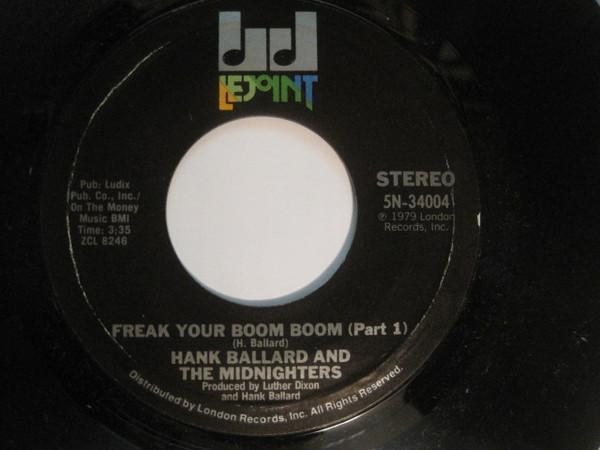 LEJOINT
Pub: Ludix
Pub. Co., Inc./
On The Money
Music BMI
Time: 3:35
ZCL 8246
STEREO
5N-34004
℗ 1979 London
Records, Inc.
FREAK YOUR BOOM BOOM (Part 1)
(H. Ballard)
HANK BALLARD AND
THE MIDNIGHTERS
Produced by Luther Dixon
and Hank Ballard
Distributed by London Records, Inc. All Rights Reserved.